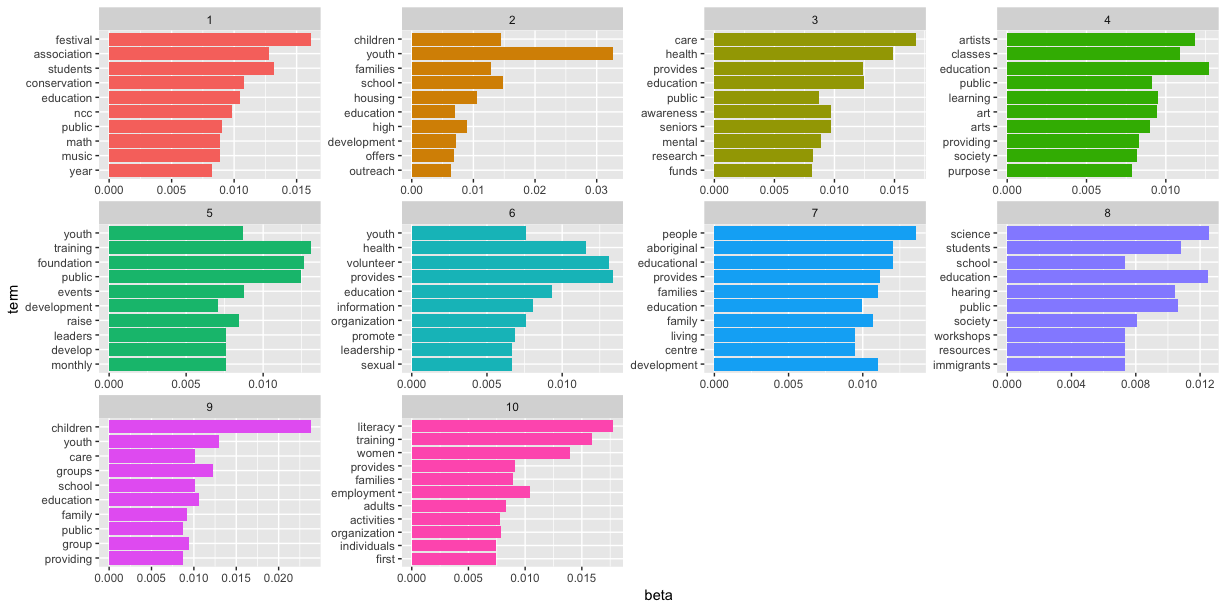 1
festival
association
students
conservation
education
ncc
public
math
music
year
0.000 0.005 0.010 0.015
2
children
youth
families
school
housing
education
high
development
offers
outreach
0.00 0.01 0.02 0.03
3
care
health
provides
education
public
awareness
seniors
mental
research
funds
0.000 0.005 0.010 0.015
4
artists
classes
education
public
learning
art
arts
providing
society
purpose
0.000 0.005 0.010
5
youth
training
foundation
public
events
development
raise
leaders
develop
monthly
0.000 0.005 0.010
6
youth
health
volunteer
provides
education
information
organization
promote
leadership
sexual
0.000 0.005 0.010
7
people
aboriginal
educational
provides
families
education
family
living
centre
development
0.000 0.005 0.010
8
science
students
school
education
hearing
public
society
workshops
resources
immigrants
0.000 0.004 0.008 0.012
9
children
youth
care
groups
school
education
family
public
group
providing
0.000 0.005 0.010 0.015 0.020
10
literacy
training
women
provides
families
employment
adults
activities
organization
individuals
first
0.000 0.005 0.010 0.015
term
beta